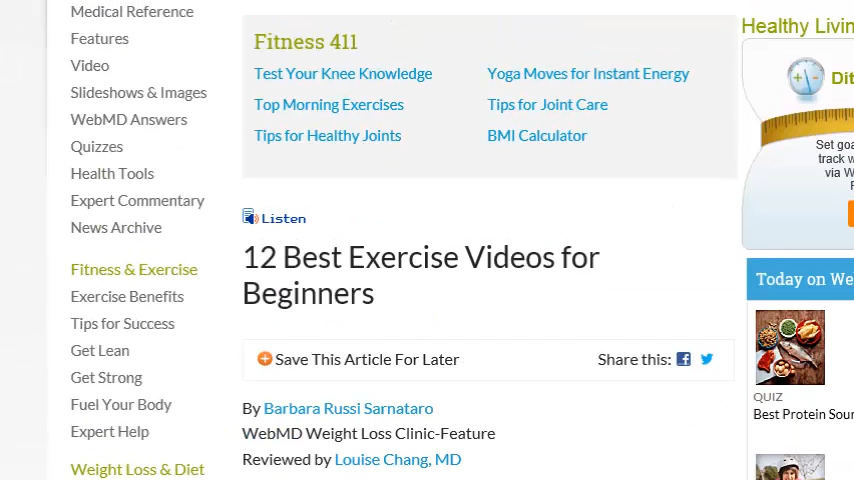 Medical Reference
Features
Video
Slideshows & Images
WebMD Answers
Quizzes
Health Tools
Expert Commentary
News Archive
Fitness & Exercise
Exercise Benefits
Tips for Success
Get Lean
Get Strong
Fuel Your Body
Expert Help
Weight Loss & Diet
Fitness 411
Test Your Knee Knowledge
Yoga Moves for Instant Energy
Top Morning Exercises
Tips for Joint Care
Tips for Healthy Joints
BMI Calculator
Listen
12 Best Exercise Videos for
Beginners
Save This Article For Later
Share this:
By Barbara Russi Sarnataro
WebMD Weight Loss Clinic-Feature
Reviewed by Louise Chang, MD
Healthy Livin
Dit
Set goa
track w
via W
Today on We
QUIZ
Best Protein Sour